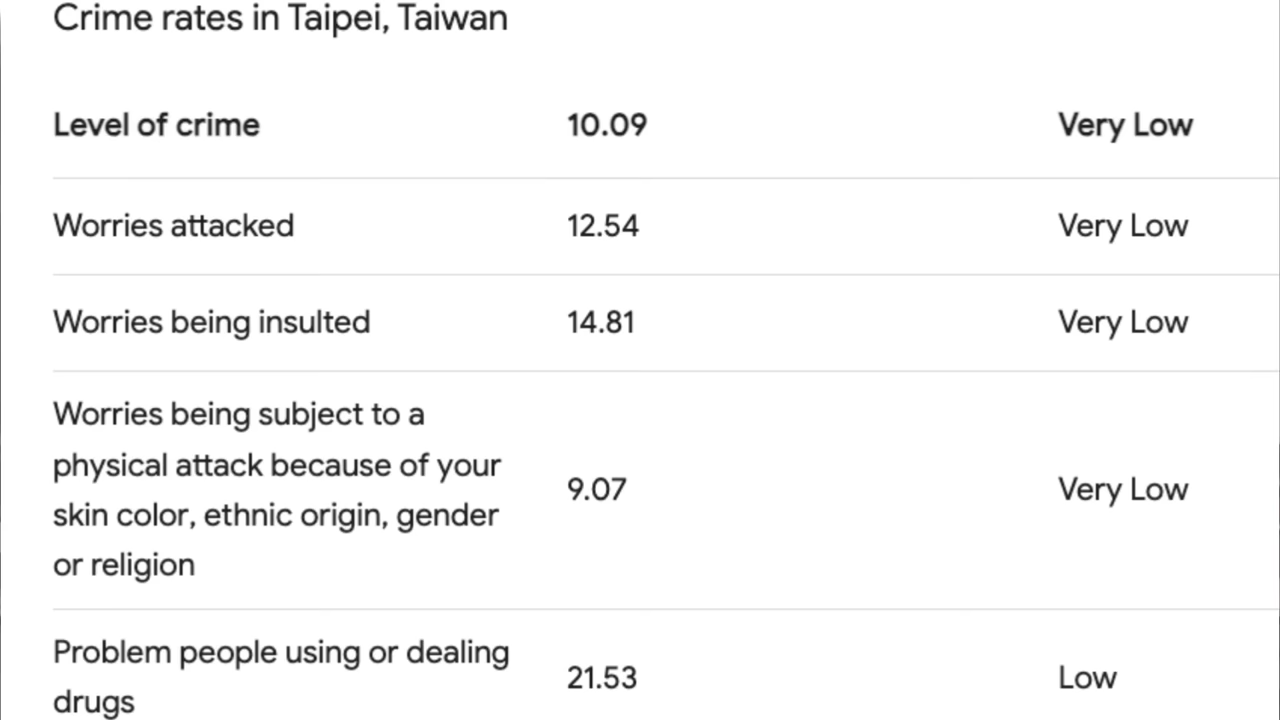 Crime rates in Taipei, Taiwan
Level of crime 10.09 Very Low
Worries attacked 12.54 Very Low
Worries being insulted 14.81 Very Low
Worries being subject to a
physical attack because of your
skin color, ethnic origin, gender
or religion
9.07 Very Low
Problem people using or dealing
drugs
21.53 Low